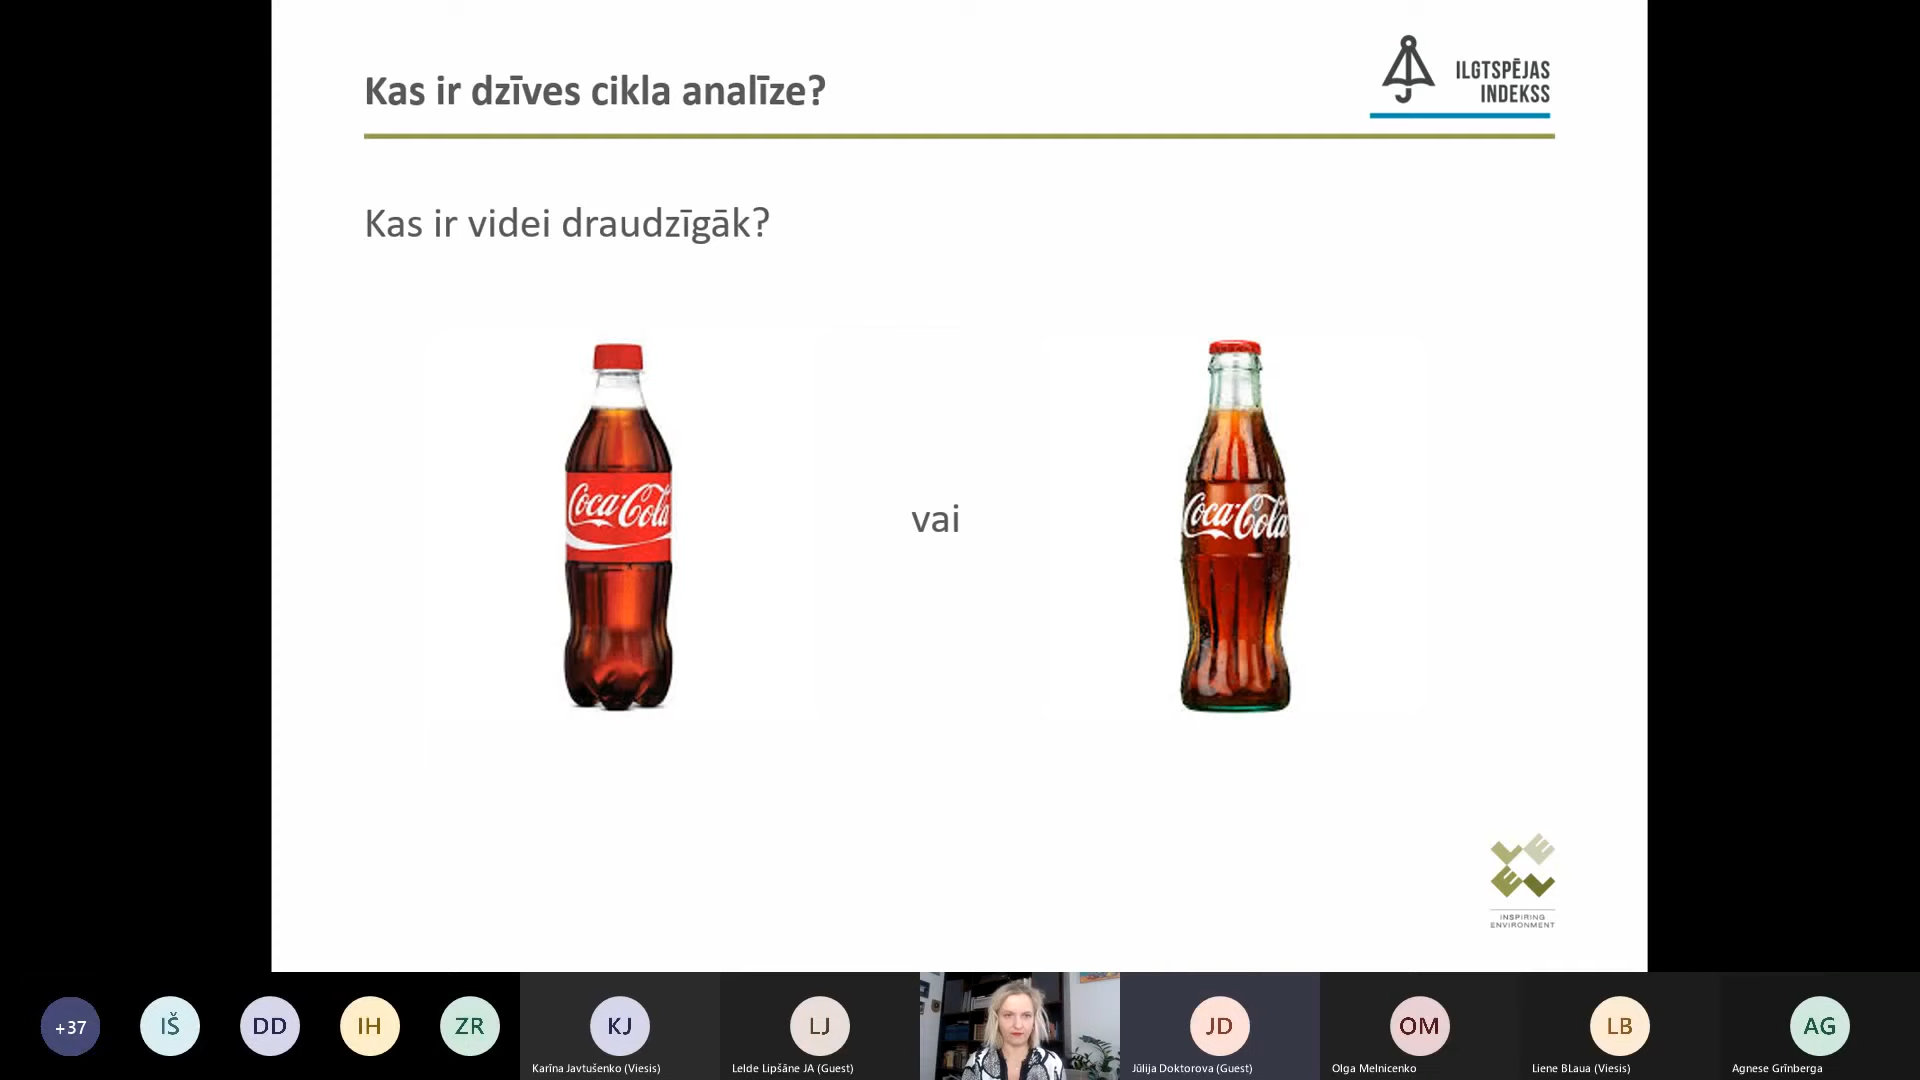 Kas ir dzīves cikla analīze?
ILGTSPĒJAS
INDEKSS
Kas ir videi draudzīgāk?
Coca-Cola
vai
Coca-Cola
INSPIRING
ENVIRONMENT
+37
IŠ
DD
IH
ZR
KJ
LJ
JD
OM
LB
AG
Karīna Javtušenko (Viesis)
Lelde Lipšāne JA (Guest)
Jūlija Doktorova (Guest)
Olga Melnicenko
Liene BLaua (Viesis)
Agnese Grīnberga